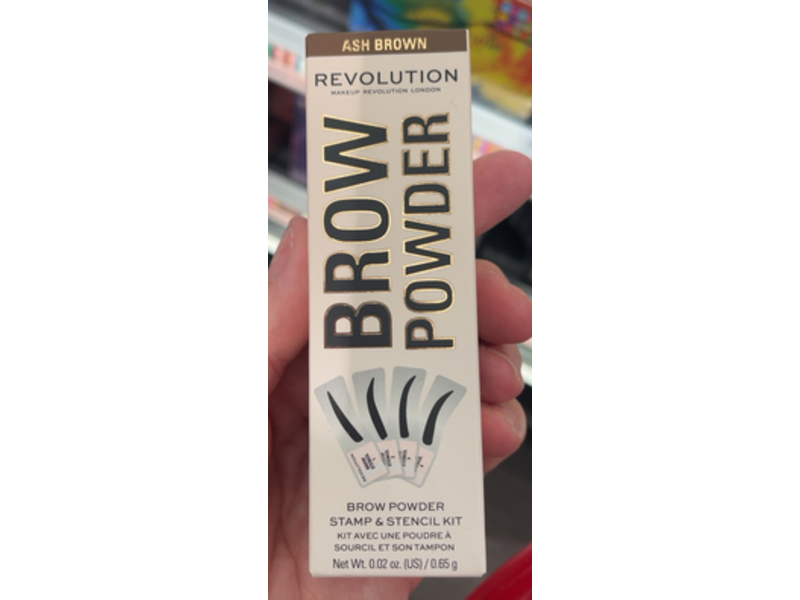 ASH BROWN
REVOLUTION
MAKEUP REVOLUTION LONDON
BROW
POWDER
BROW POWDER
STAMP & STENCIL KIT
KIT AVEC UNE POUDRE À
SOURCIL ET SON TAMPON
Net Wt. 0.02 oz. (US) / 0.65 g